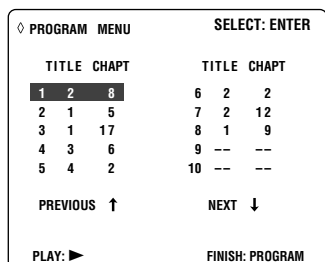 ◊ PROGRAM MENU SELECT: ENTER
TITLE CHAPT TITLE CHAPT
1 2 8 6 2 2
2 1 5 7 2 12
3 1 17 8 1 9
4 3 6 9 -- --
5 4 2 10 -- --
PREVIOUS ↑ NEXT ↓
PLAY: ► FINISH: PROGRAM